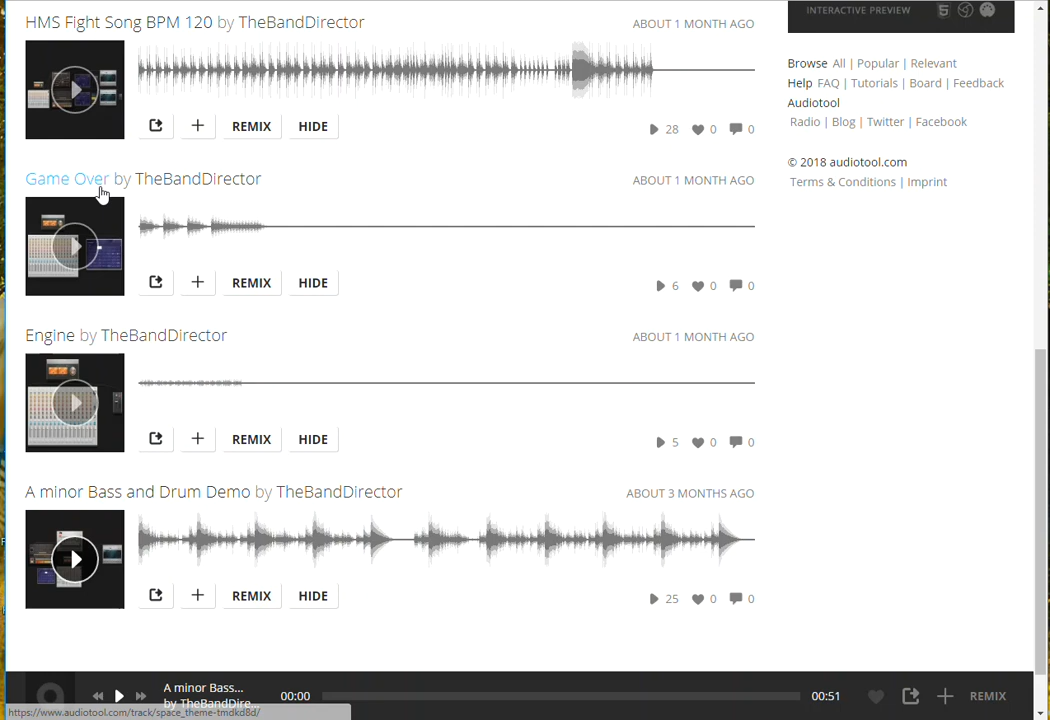 HMS Fight Song BPM 120 by TheBandDirector
ABOUT 1 MONTH AGO
INTERACTIVE PREVIEW
Browse All | Popular | Relevant
Help FAQ | Tutorials | Board | Feedback
Audiotool
Radio | Blog | Twitter | Facebook
© 2018 audiotool.com
Terms & Conditions | Imprint
REMIX HIDE
28 0 0
Game Over by TheBandDirector
ABOUT 1 MONTH AGO
REMIX HIDE
6 0 0
Engine by TheBandDirector
ABOUT 1 MONTH AGO
REMIX HIDE
5 0 0
A minor Bass and Drum Demo by TheBandDirector
ABOUT 3 MONTHS AGO
REMIX HIDE
25 0 0
A minor Bass...
by TheBandDire...
00:00
00:51
REMIX
https://www.audiotool.com/track/space_theme-tmdkd8d/